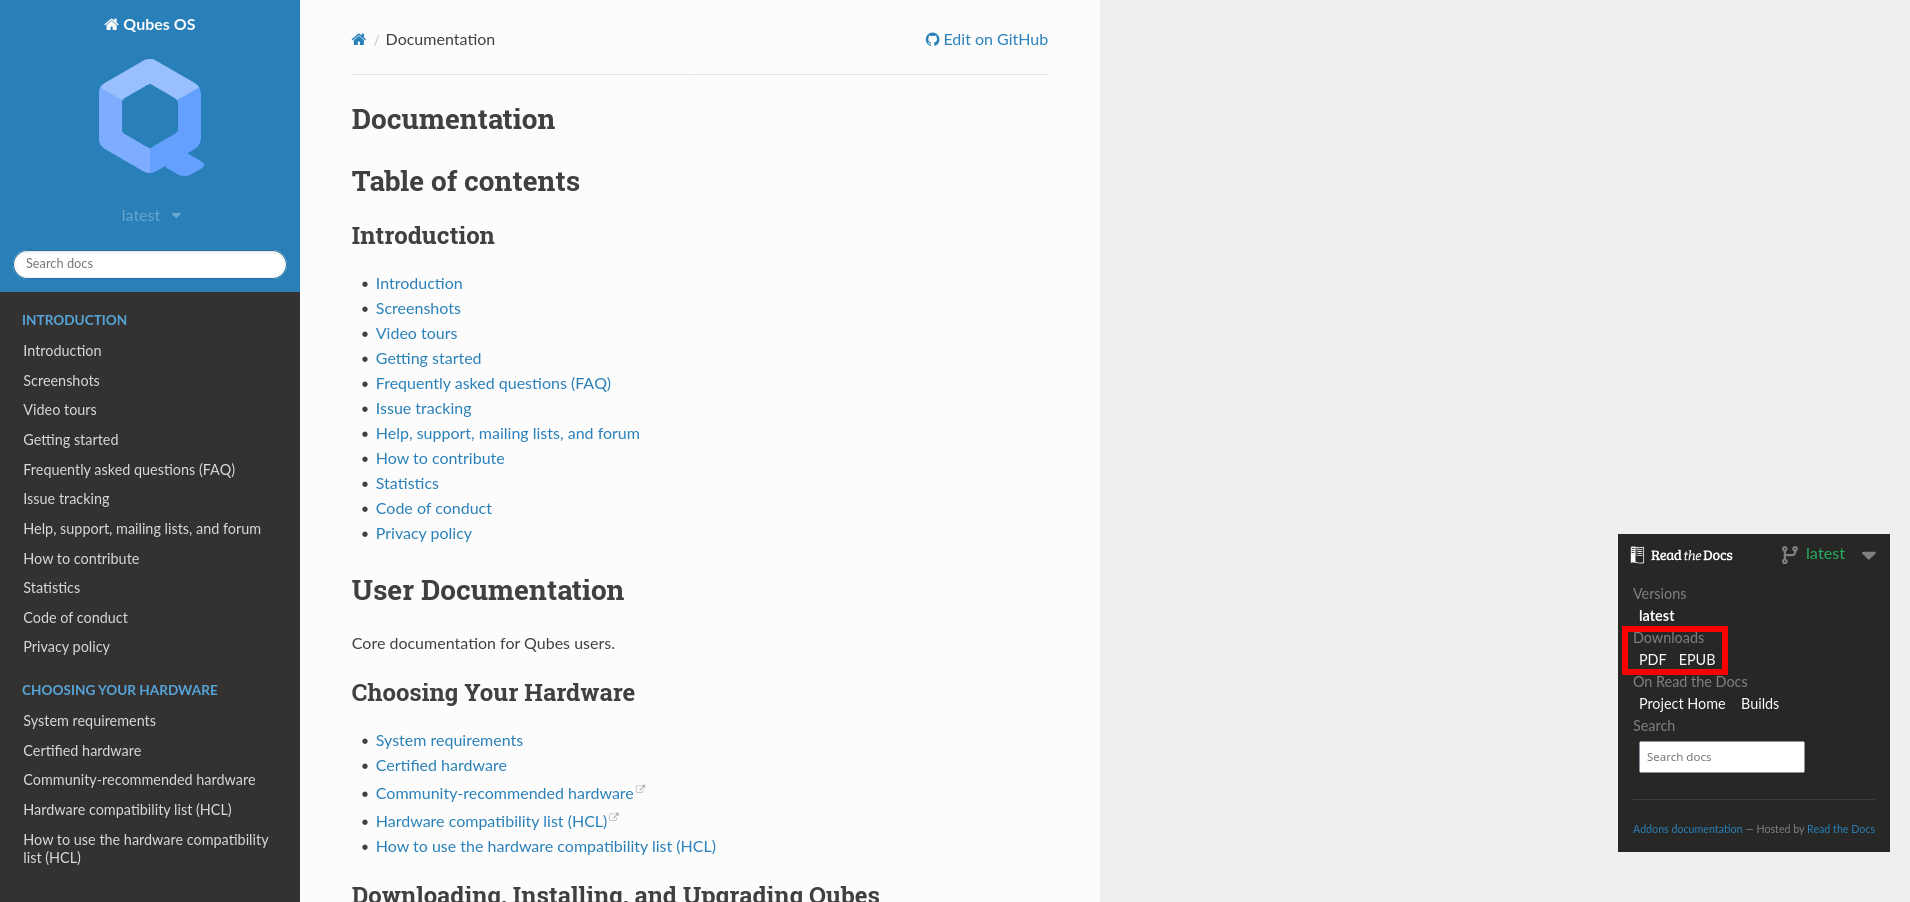 Qubes OS
latest
Search docs
INTRODUCTION
Introduction
Screenshots
Video tours
Getting started
Frequently asked questions (FAQ)
Issue tracking
Help, support, mailing lists, and forum
How to contribute
Statistics
Code of conduct
Privacy policy
CHOOSING YOUR HARDWARE
System requirements
Certified hardware
Community-recommended hardware
Hardware compatibility list (HCL)
How to use the hardware compatibility
list (HCL)
/ Documentation
Edit on GitHub
Documentation
Table of contents
Introduction
• Introduction
• Screenshots
• Video tours
• Getting started
• Frequently asked questions (FAQ)
• Issue tracking
• Help, support, mailing lists, and forum
• How to contribute
• Statistics
• Code of conduct
• Privacy policy
User Documentation
Core documentation for Qubes users.
Choosing Your Hardware
• System requirements
• Certified hardware
• Community-recommended hardware
• Hardware compatibility list (HCL)
• How to use the hardware compatibility list (HCL)
Downloading, Installing, and Upgrading Qubes
Read the Docs latest
Versions
latest
Downloads
PDF EPUB
On Read the Docs
Project Home Builds
Search
Search docs
Addons documentation — Hosted by Read the Docs